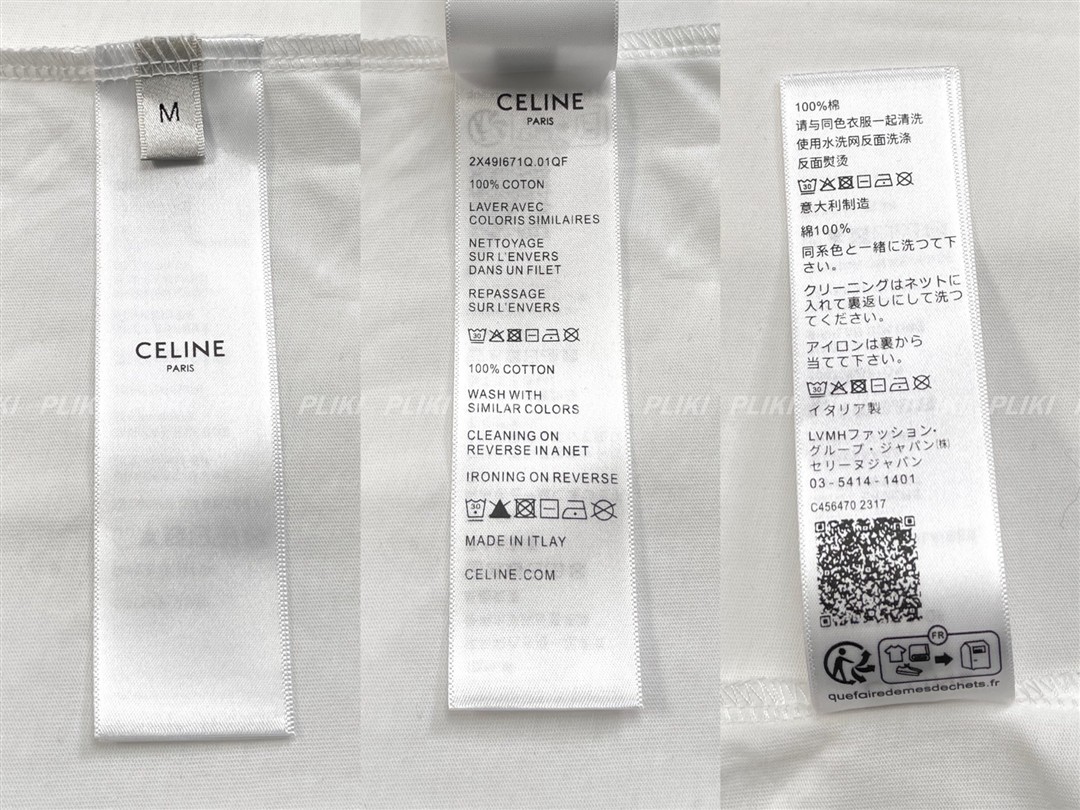 M
CELINE
PARIS
CELINE
PARIS
2X49I671Q.01QF
100% COTON
LAVER AVEC
COLORIS SIMILAIRES
NETTOYAGE
SUR L'ENVERS
DANS UN FILET
REPASSAGE
SUR L'ENVERS
30
100% COTTON
WASH WITH
SIMILAR COLORS
CLEANING ON
REVERSE IN A NET
IRONING ON REVERSE
30
MADE IN ITLAY
CELINE.COM
100%棉
请与同色衣服一起清洗
使用水洗网反面洗涤
反面熨烫
30
意大利制造
綿100%
同系色と一緒に洗つて下
さい。
クリーニングはネットに
入れて裏返しにして洗つ
てください。
アイロンは裏から
当てて下さい。
30
イタリア製
LVMHファッション·
グループ·ジャパン㈱
セリーヌジャパン
03-5414-1401
C456470 2317
FR
quefairedemesdechets.fr
PLIKI PLIKI PLIKI PLIKI PLIKI